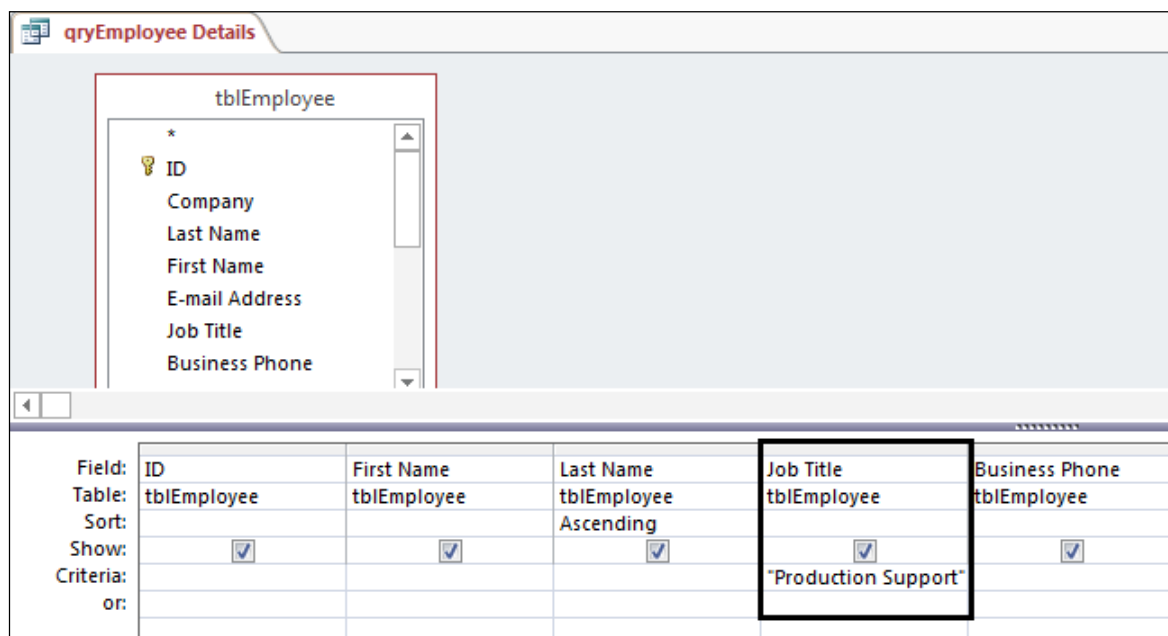 qryEmployee Details
tblEmployee
*
ID
Company
Last Name
First Name
E-mail Address
Job Title
Business Phone
Field: ID First Name Last Name Job Title Business Phone
Table: tblEmployee tblEmployee tblEmployee tblEmployee tblEmployee
Sort: Ascending
Show:
Criteria: "Production Support"
or: